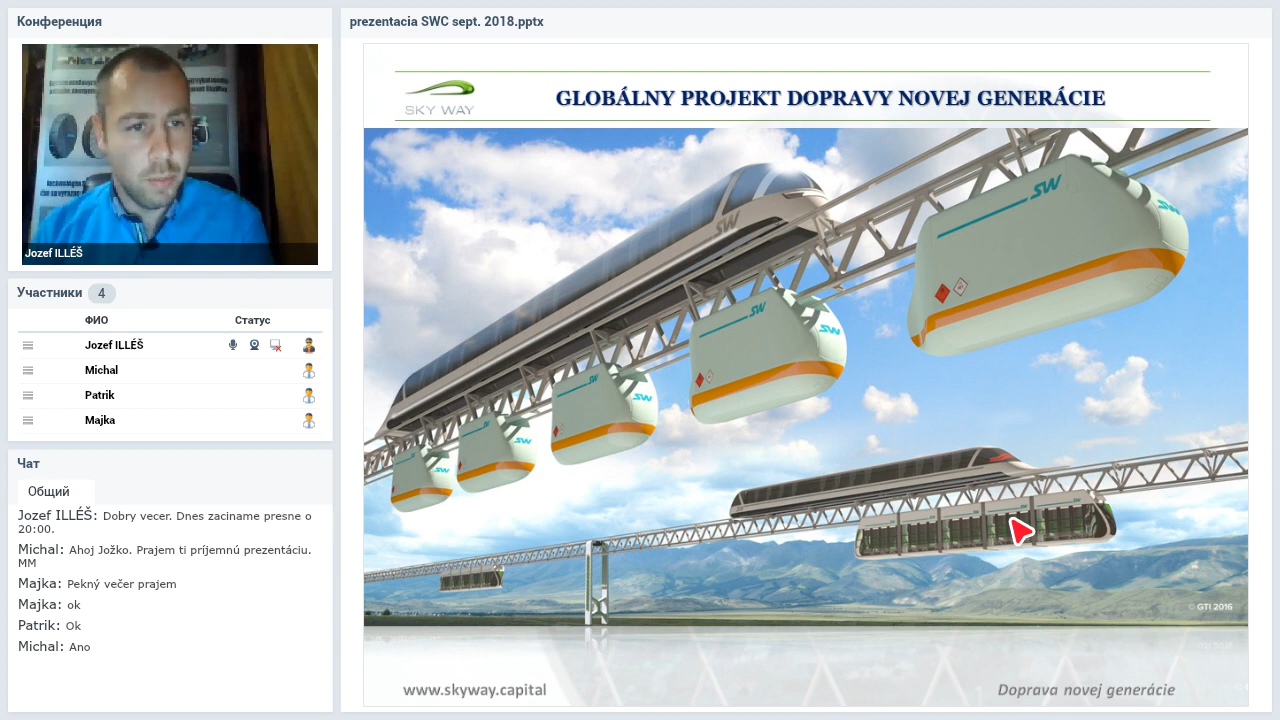 Конференция
Jozef ILLÉŠ
Участники 4
ФИО Статус
Jozef ILLÉŠ
Michal
Patrik
Majka
Чат
Общий
Jozef ILLÉŠ: Dobry vecer. Dnes zaciname presne o
20:00.
Michal: Ahoj Jožko. Prajem ti príjemnú prezentáciu.
MM
Majka: Pekný večer prajem
Majka: ok
Patrik: Ok
Michal: Ano
prezentacia SWC sept. 2018.pptx
SKY WAY
GLOBÁLNY PROJEKT DOPRAVY NOVEJ GENERÁCIE
SW
SW
SW
SW
SW
SW
SW
SW
SW
© GTI 2016
www.skyway.capital
Doprava novej generácie